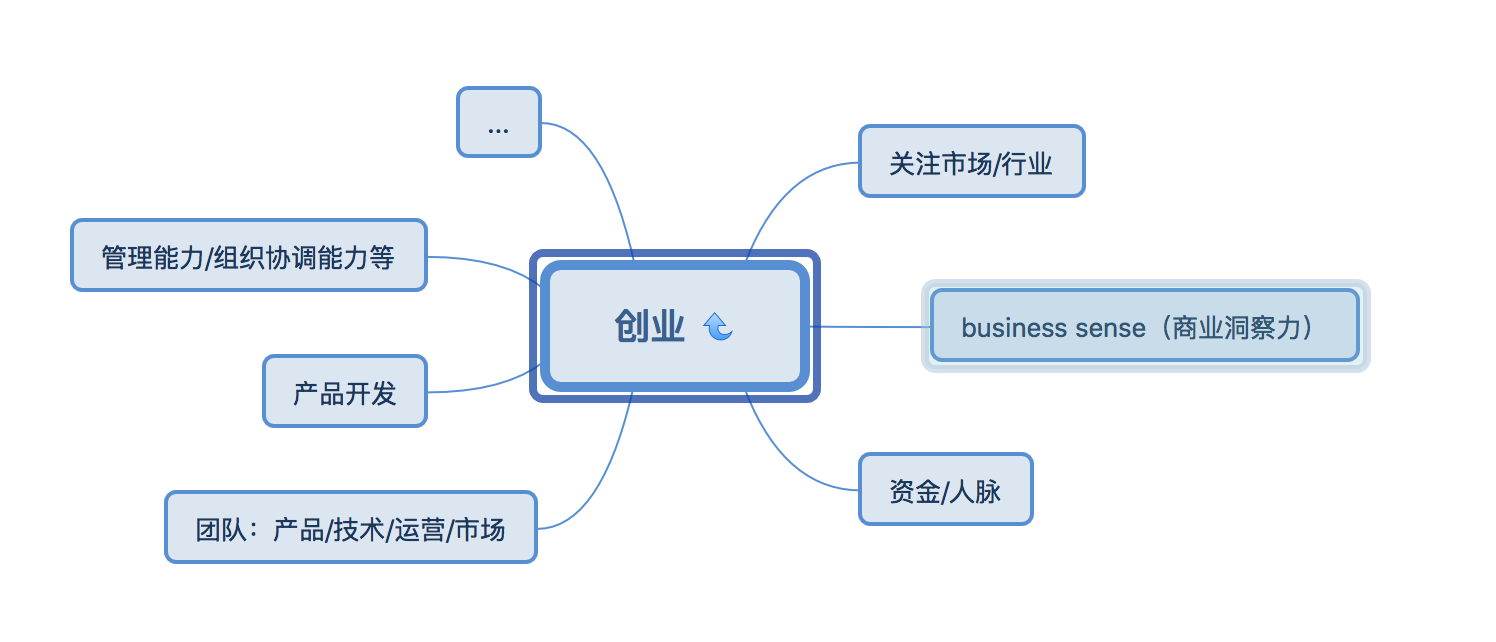 ...
关注市场/行业
管理能力/组织协调能力等
创业
business sense（商业洞察力）
产品开发
资金/人脉
团队：产品/技术/运营/市场